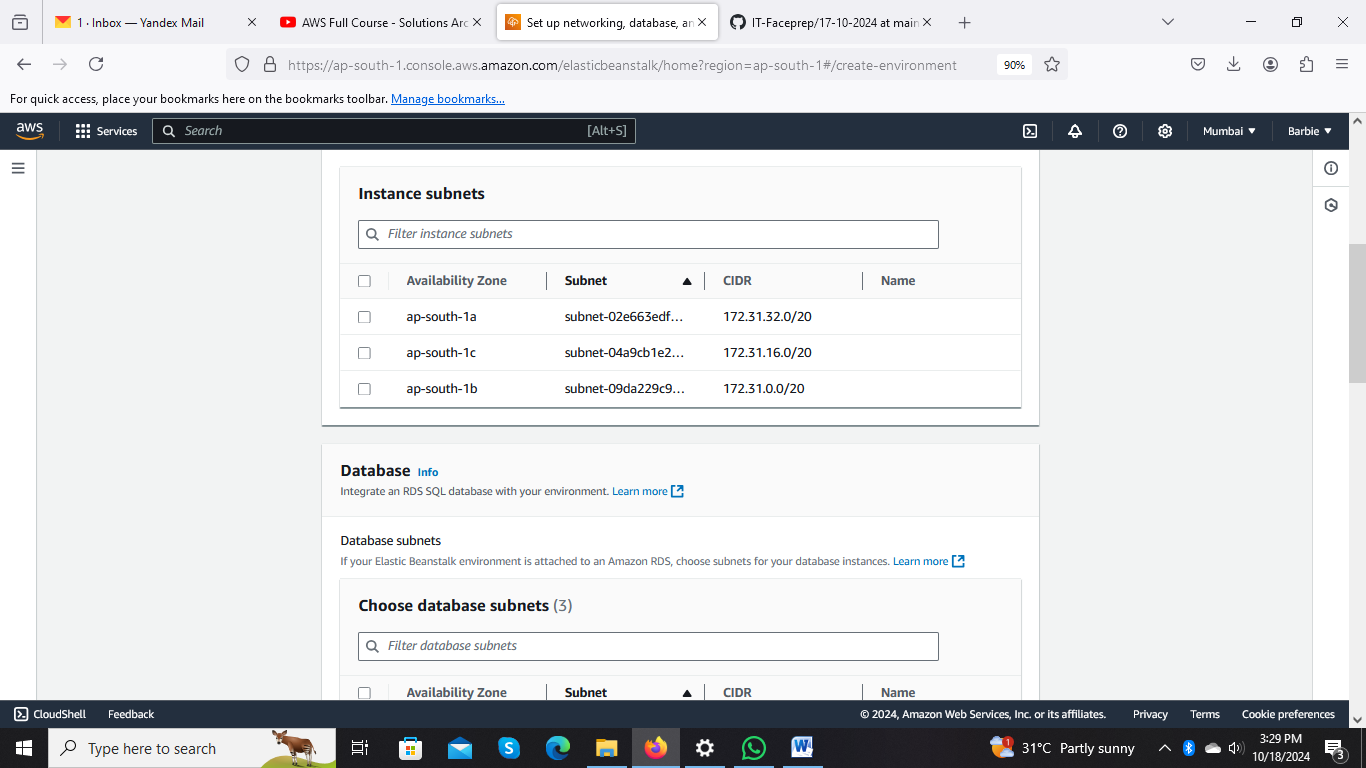 1 · Inbox — Yandex Mail
AWS Full Course - Solutions Arc
Set up networking, database, an
IT-Faceprep/17-10-2024 at main
https://ap-south-1.console.aws.amazon.com/elasticbeanstalk/home?region=ap-south-1#/create-environment
90%
For quick access, place your bookmarks here on the bookmarks toolbar. Manage bookmarks...
aws
Services
Search
[Alt+S]
Mumbai
Barbie
Instance subnets
Filter instance subnets
Availability Zone Subnet CIDR Name
ap-south-1a subnet-02e663edf… 172.31.32.0/20
ap-south-1c subnet-04a9cb1e2… 172.31.16.0/20
ap-south-1b subnet-09da229c9… 172.31.0.0/20
Database Info
Integrate an RDS SQL database with your environment. Learn more
Database subnets
If your Elastic Beanstalk environment is attached to an Amazon RDS, choose subnets for your database instances. Learn more
Choose database subnets (3)
Filter database subnets
Availability Zone Subnet CIDR Name
CloudShell Feedback
© 2024, Amazon Web Services, Inc. or its affiliates. Privacy Terms Cookie preferences
Type here to search
1
31°C Partly sunny
3:29 PM
10/18/2024
3